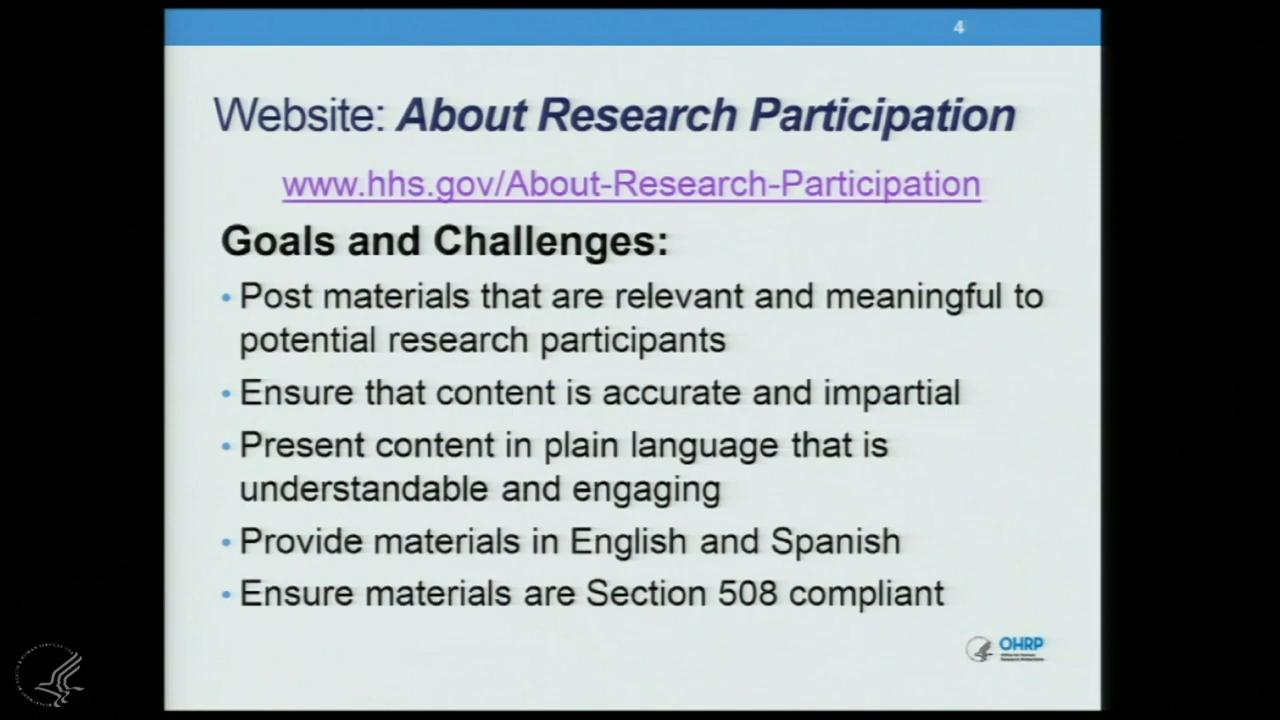 4
Website: About Research Participation
www.hhs.gov/About-Research-Participation
Goals and Challenges:
• Post materials that are relevant and meaningful to
potential research participants
• Ensure that content is accurate and impartial
• Present content in plain language that is
understandable and engaging
• Provide materials in English and Spanish
• Ensure materials are Section 508 compliant
OHRP